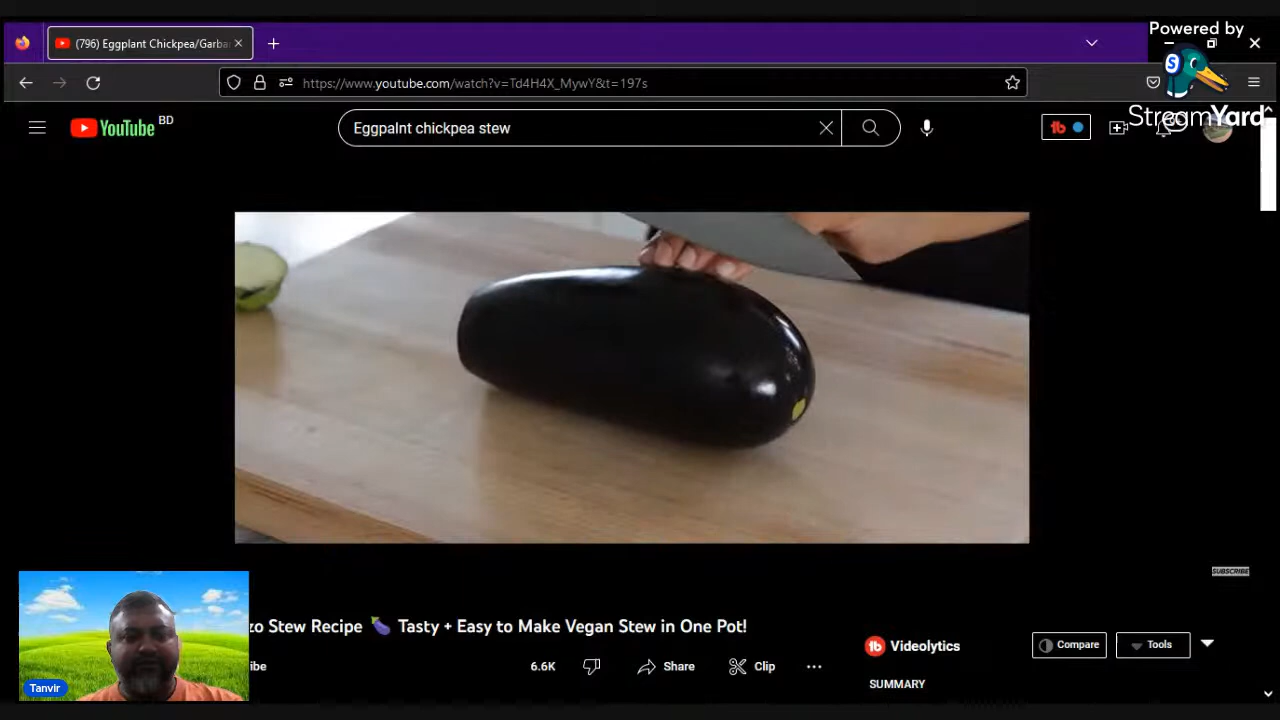 Powered by
(796) Eggplant Chickpea/Garba
https://www.youtube.com/watch?v=Td4H4X_MywY&t=197s
StreamYard
YouTube BD
Eggpalnt chickpea stew
SUBSCRIBE
zo Stew Recipe 🍆 Tasty + Easy to Make Vegan Stew in One Pot!
Videolytics
Compare
Tools
ibe
6.6K
Share
Clip
SUMMARY
Tanvir